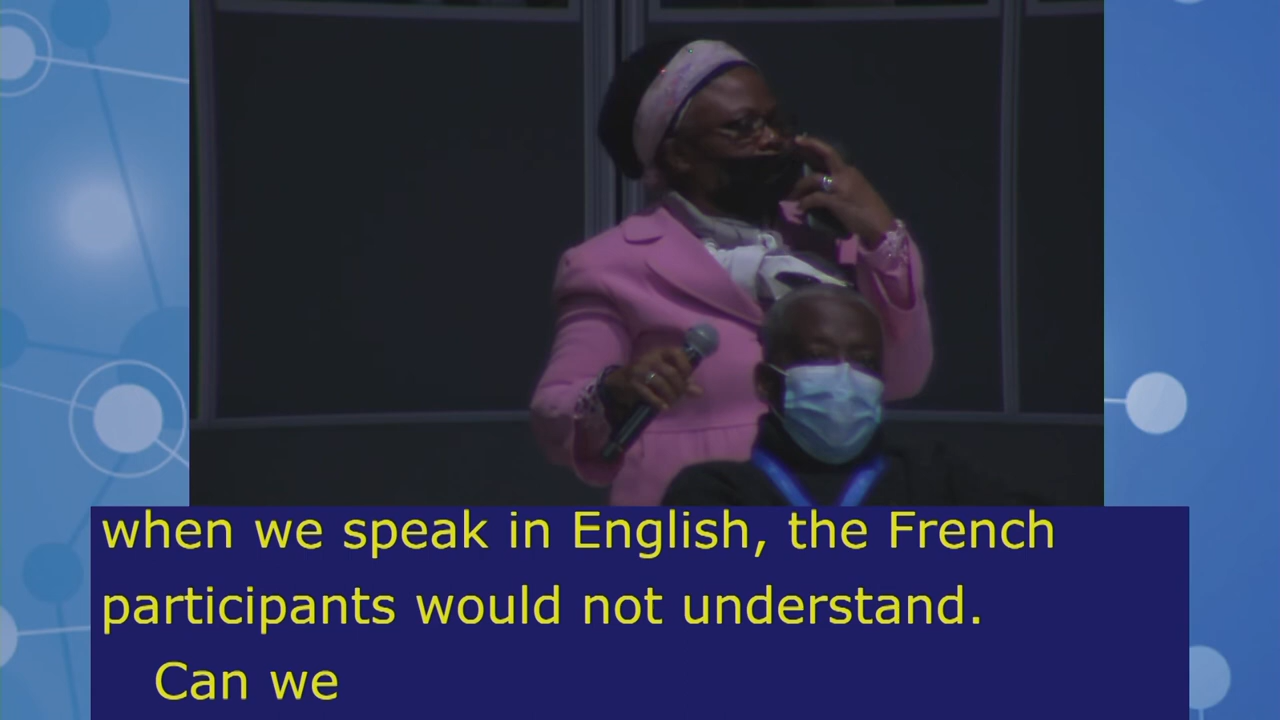 when we speak in English, the French
participants would not understand.
Can we